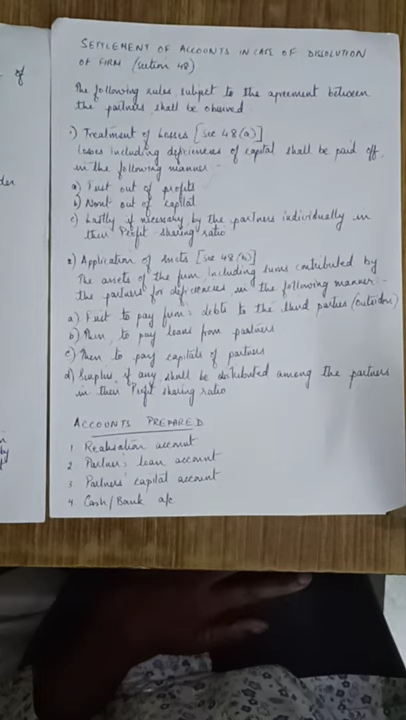 of
der
n
by
SETTLEMENT OF ACCOUNTS IN CASE OF DISSOLUTION
OF FIRM (section 48)
The following rules subject to the agreement between
the partners shall be observed
1) Treatment of Losses [Sec 48(a)]
Losses including deficiencies of capital shall be paid off
in the following manner :-
a) First out of profits
b) Next out of capital
c) Lastly if necessary by the partners individually in
their Profit-sharing ratio
2) Application of assets [Sec 48(b)]
The assets of the firm including sums contributed by
the partners for deficiencies in the following manner :-
a) First to pay firm's debts to the third parties (outsiders)
b) Then, to pay loans from partners
c) Then to pay capitals of partners
d) Surplus, if any, shall be distributed among the partners
in their Profit sharing ratio
ACCOUNTS PREPARED
1 Realisation account
2 Partner's loan account
3 Partners' capital account
4. Cash/Bank a/c